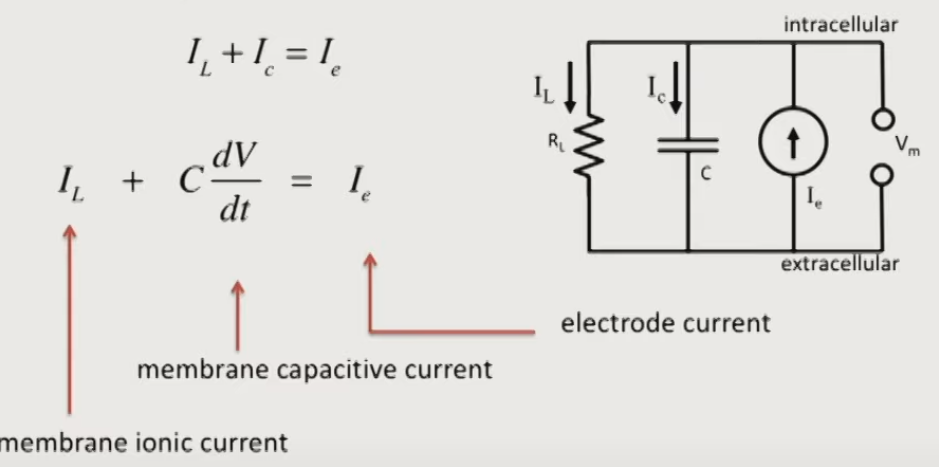 I_L + I_c = I_e
I_L + C dV/dt = I_e
membrane capacitive current
membrane ionic current
electrode current
intracellular
I_L
I_c
R_L
C
I_e
V_m
extracellular